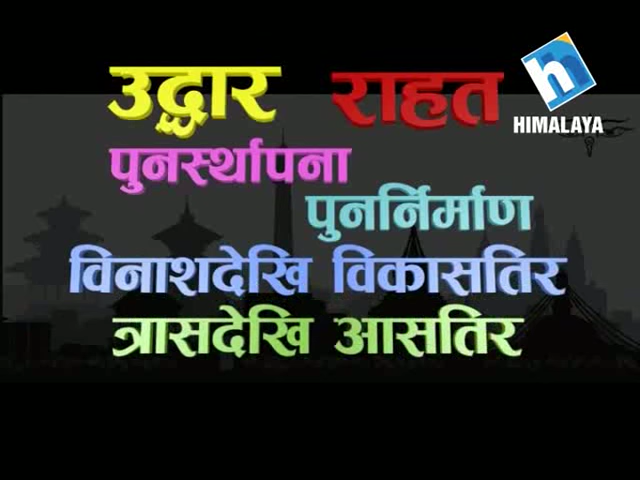 उद्धार राहत
HIMALAYA
पुनर्स्थापना
पुनर्निर्माण
विनाशदेखि विकासतिर
त्रासदेखि आसतिर